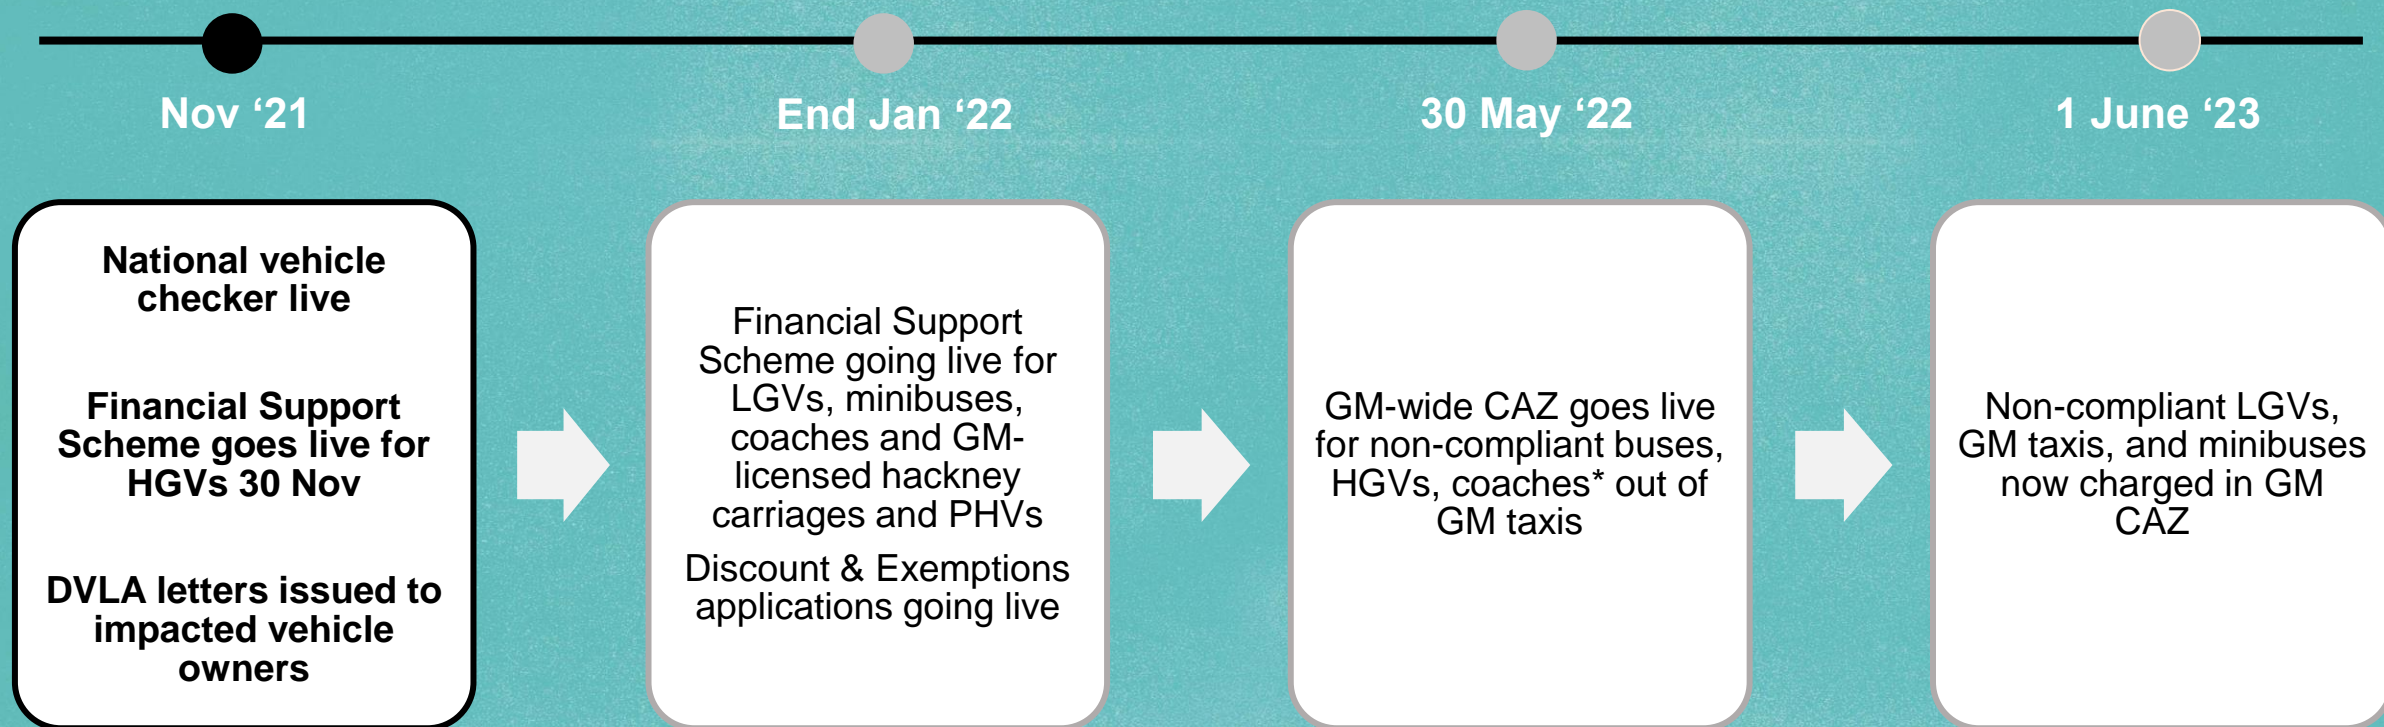 Nov ‘21
End Jan ‘22
30 May ‘22
1 June ‘23
National vehicle
checker live
Financial Support
Scheme goes live for
HGVs 30 Nov
DVLA letters issued to
impacted vehicle
owners
Financial Support
Scheme going live for
LGVs, minibuses,
coaches and GM-
licensed hackney
carriages and PHVs
Discount & Exemptions
applications going live
GM-wide CAZ goes live
for non-compliant buses,
HGVs, coaches* out of
GM taxis
Non-compliant LGVs,
GM taxis, and minibuses
now charged in GM
CAZ